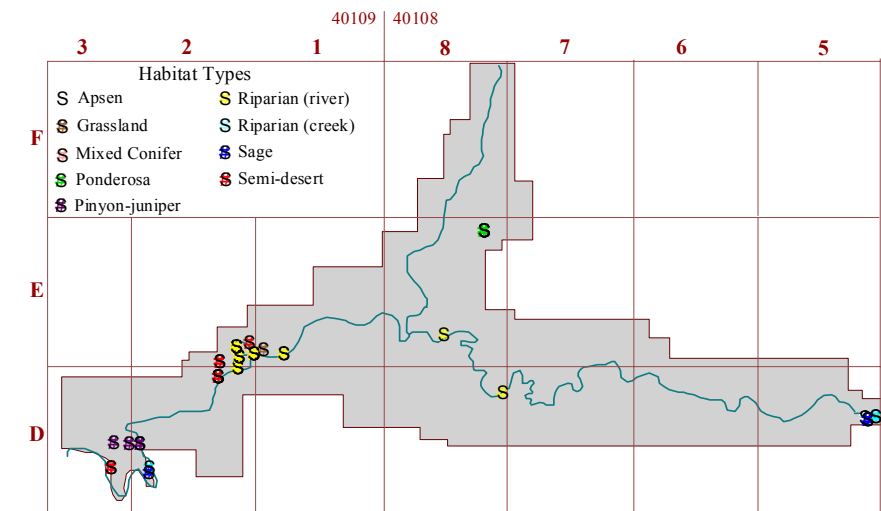 40109 40108
3 2 1 8 7 6 5
Habitat Types
S Apsen
S Grassland
S Mixed Conifer
S Ponderosa
S Pinyon-juniper
S Riparian (river)
S Riparian (creek)
S Sage
S Semi-desert
F
S
E
S
S S S S S S
S S
S S
S S
D
S S S
S S S